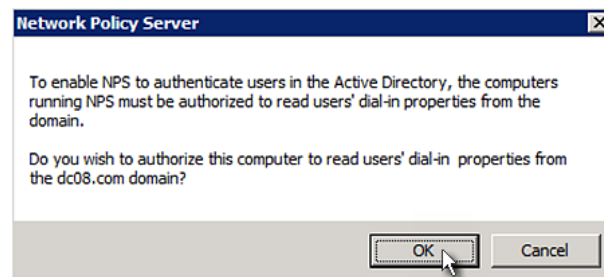 Network Policy Server
To enable NPS to authenticate users in the Active Directory, the computers
running NPS must be authorized to read users' dial-in properties from the
domain.
Do you wish to authorize this computer to read users' dial-in properties from
the dc08.com domain?
OK
Cancel